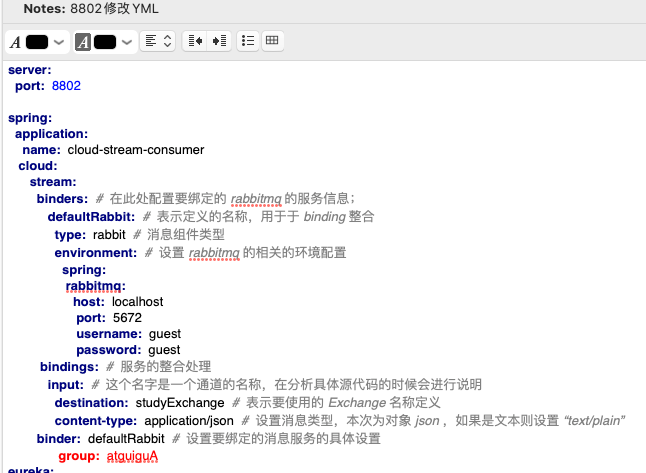 Notes: 8802修改YML
server:
port: 8802
spring:
application:
name: cloud-stream-consumer
cloud:
stream:
binders: # 在此处配置要绑定的 rabbitmq 的服务信息；
defaultRabbit: # 表示定义的名称，用于于 binding 整合
type: rabbit # 消息组件类型
environment: # 设置 rabbitmq 的相关的环境配置
spring:
rabbitmq:
host: localhost
port: 5672
username: guest
password: guest
bindings: # 服务的整合处理
input: # 这个名字是一个通道的名称，在分析具体源代码的时候会进行说明
destination: studyExchange # 表示要使用的 Exchange 名称定义
content-type: application/json # 设置消息类型，本次为对象 json ，如果是文本则设置 “text/plain”
binder: defaultRabbit # 设置要绑定的消息服务的具体设置
group: atguiguA
eureka: